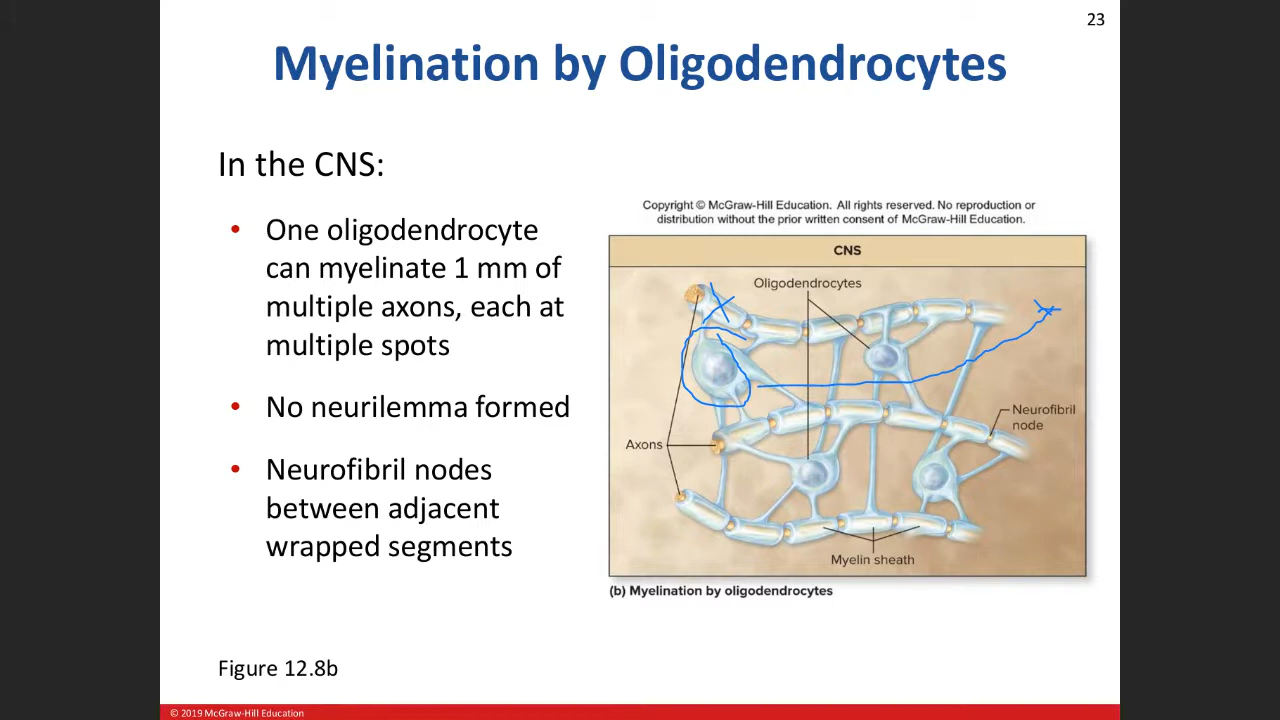 23
Myelination by Oligodendrocytes
In the CNS:
• One oligodendrocyte
can myelinate 1 mm of
multiple axons, each at
multiple spots
• No neurilemma formed
• Neurofibril nodes
between adjacent
wrapped segments
Copyright © McGraw-Hill Education. All rights reserved. No reproduction or
distribution without the prior written consent of McGraw-Hill Education.
CNS
Oligodendrocytes
Neurofibril
node
Axons
Myelin sheath
(b) Myelination by oligodendrocytes
Figure 12.8b
© 2019 McGraw-Hill Education